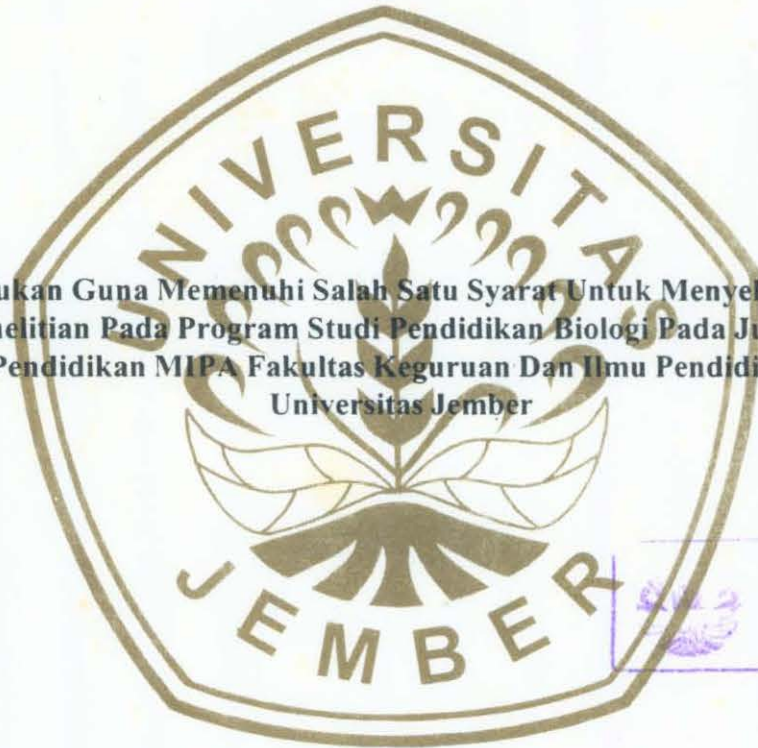 UNIVERSITAS
ukan Guna Memenuhi Salah Satu Syarat Untuk Menyel
nelitian Pada Program Studi Pendidikan Biologi Pada Ju
Pendidikan MIPA Fakultas Keguruan Dan Ilmu Pendidi
Universitas Jember
JEMBER